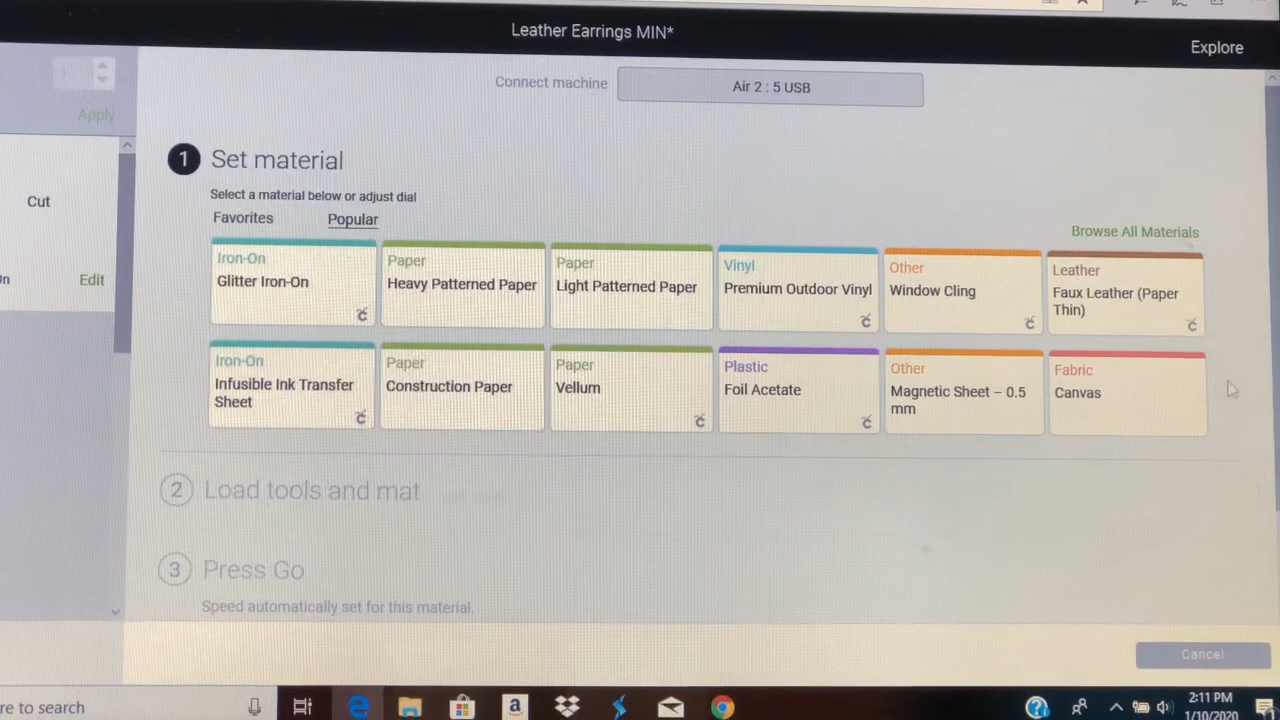 Leather Earrings MIN*
Explore
Connect machine
Air 2 : 5 USB
Apply
1 Set material
Cut
Select a material below or adjust dial
Favorites Popular
Browse All Materials
Iron-On
Glitter Iron-On
Paper
Heavy Patterned Paper
Paper
Light Patterned Paper
Vinyl
Premium Outdoor Vinyl
Other
Window Cling
Leather
Faux Leather (Paper
Thin)
Edit
Iron-On
Infusible Ink Transfer
Sheet
Paper
Construction Paper
Paper
Vellum
Plastic
Foil Acetate
Other
Magnetic Sheet – 0.5
mm
Fabric
Canvas
2 Load tools and mat
3 Press Go
Speed automatically set for this material.
Cancel
re to search
2:11 PM
1/10/2020